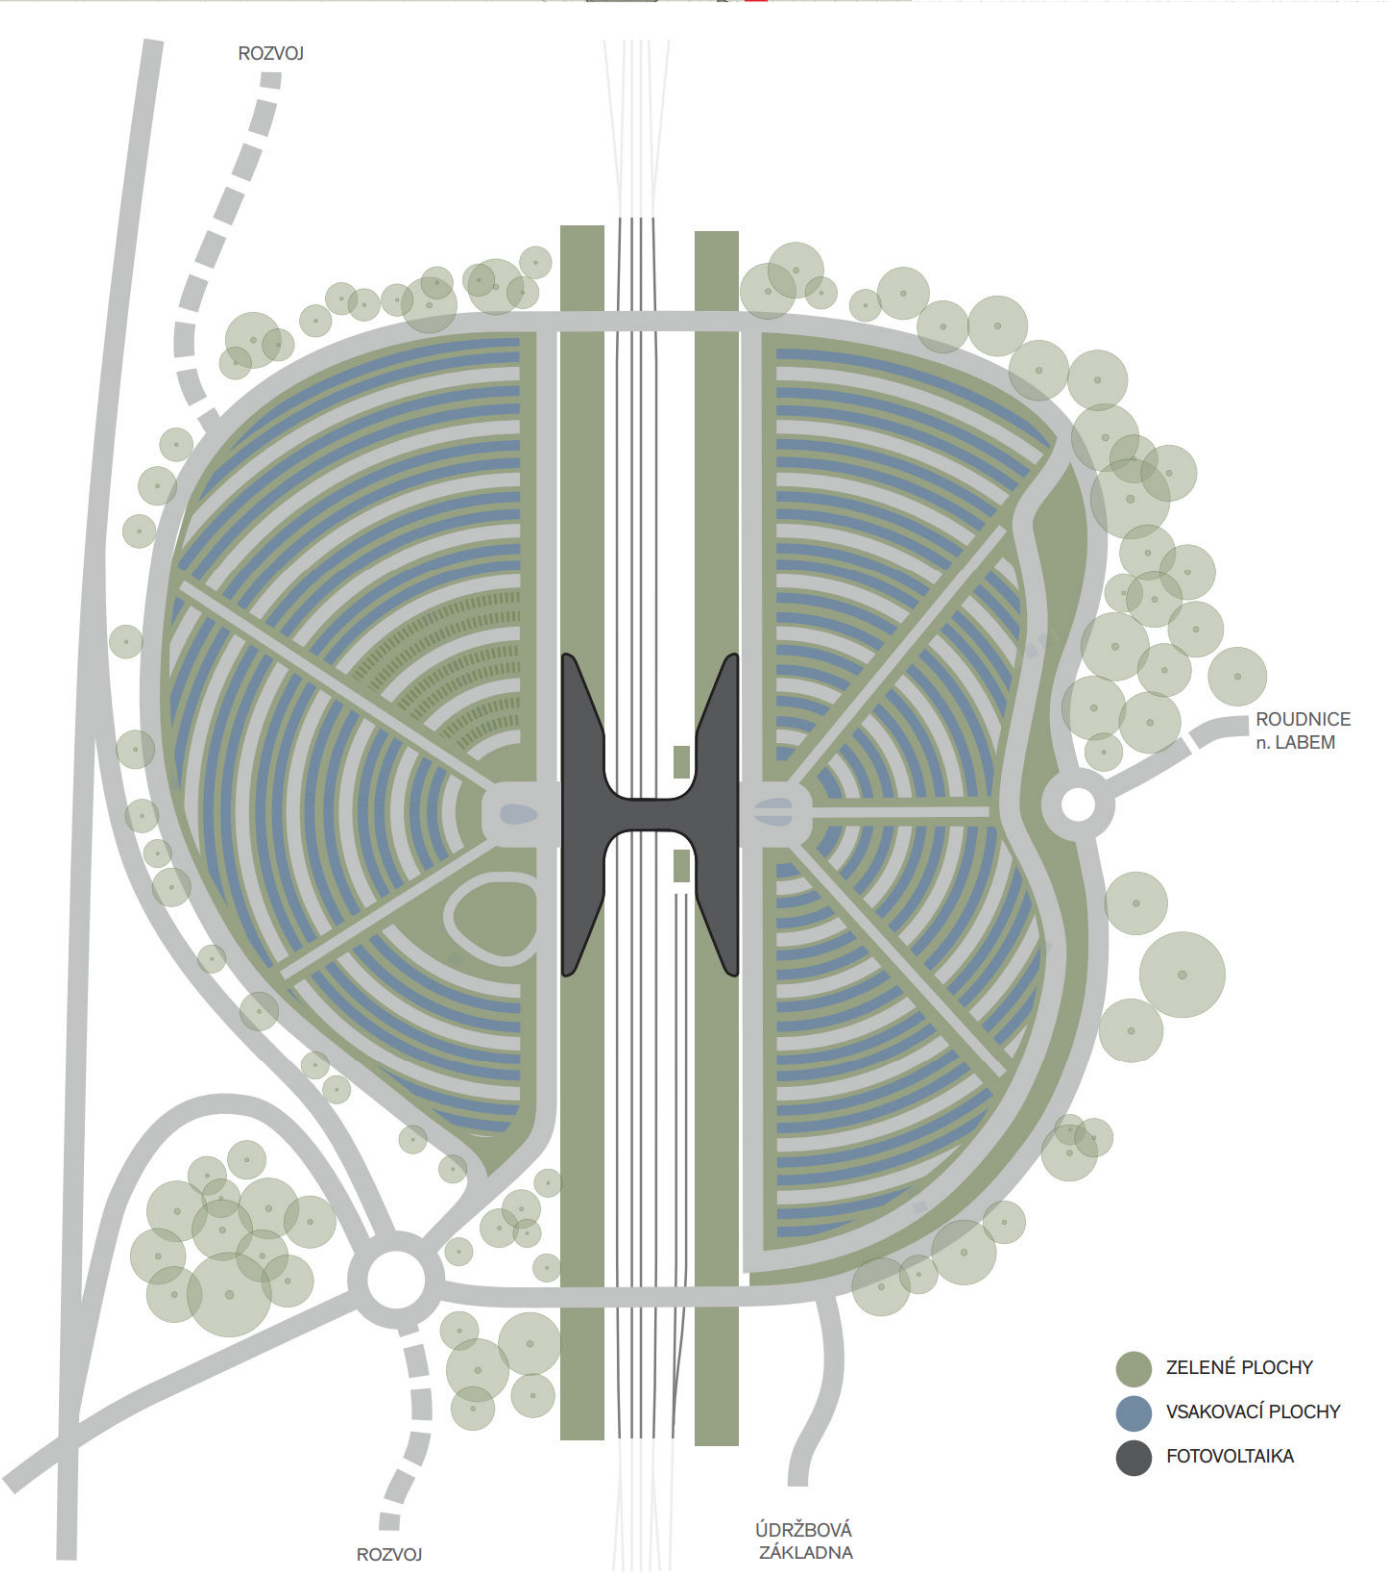 ROZVOJ
ROUDNICE
n. LABEM
ZELENÉ PLOCHY
VSAKOVACÍ PLOCHY
FOTOVOLTAIKA
ÚDRŽBOVÁ
ZÁKLADNA
ROZVOJ